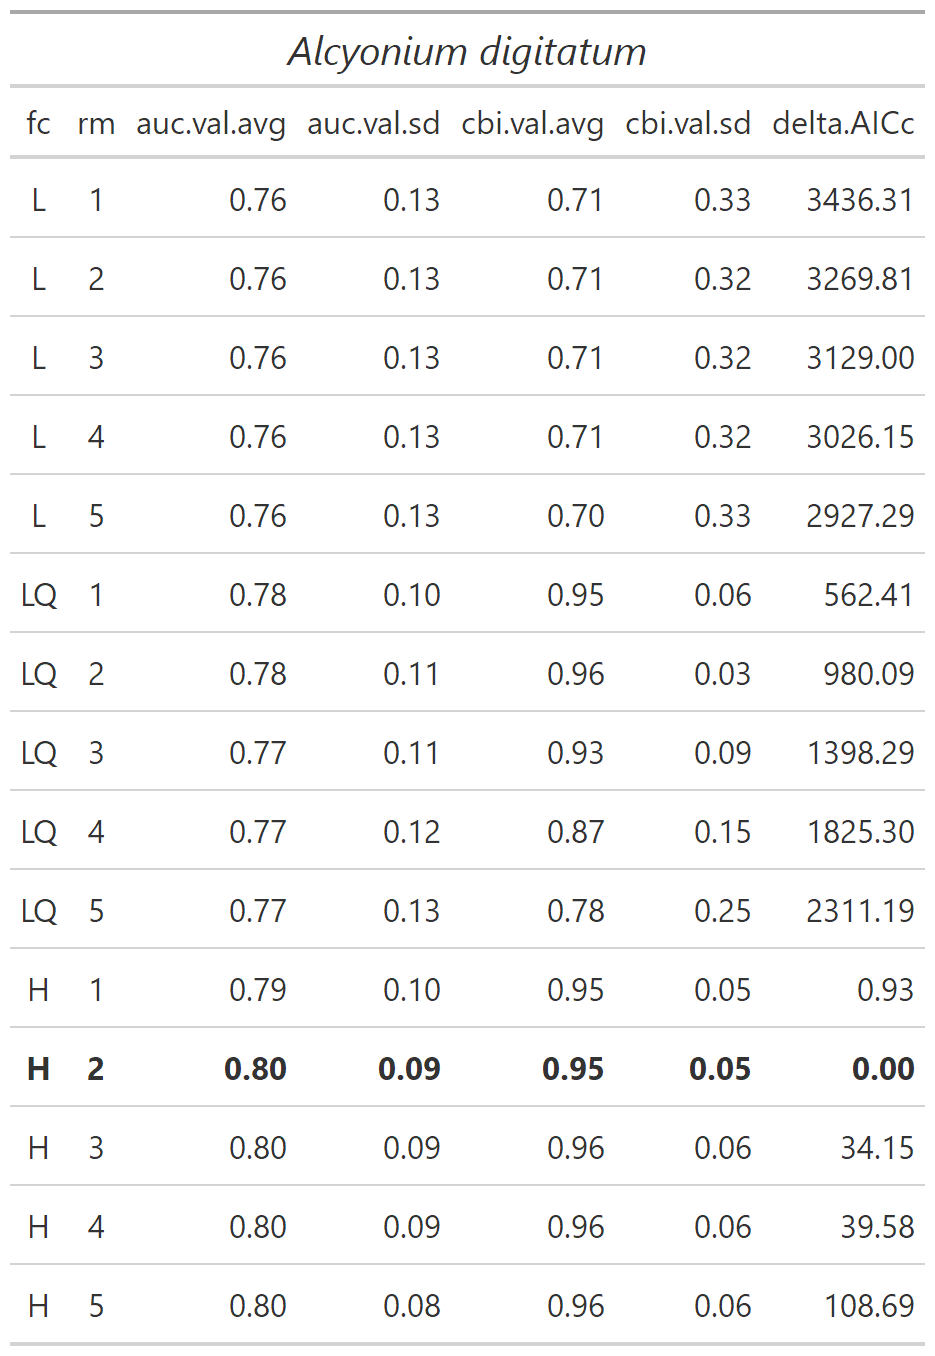 Alcyonium digitatum
fc rm auc.val.avg auc.val.sd cbi.val.avg cbi.val.sd delta.AICc
L 1 0.76 0.13 0.71 0.33 3436.31
L 2 0.76 0.13 0.71 0.32 3269.81
L 3 0.76 0.13 0.71 0.32 3129.00
L 4 0.76 0.13 0.71 0.32 3026.15
L 5 0.76 0.13 0.70 0.33 2927.29
LQ 1 0.78 0.10 0.95 0.06 562.41
LQ 2 0.78 0.11 0.96 0.03 980.09
LQ 3 0.77 0.11 0.93 0.09 1398.29
LQ 4 0.77 0.12 0.87 0.15 1825.30
LQ 5 0.77 0.13 0.78 0.25 2311.19
H 1 0.79 0.10 0.95 0.05 0.93
H 2 0.80 0.09 0.95 0.05 0.00
H 3 0.80 0.09 0.96 0.06 34.15
H 4 0.80 0.09 0.96 0.06 39.58
H 5 0.80 0.08 0.96 0.06 108.69